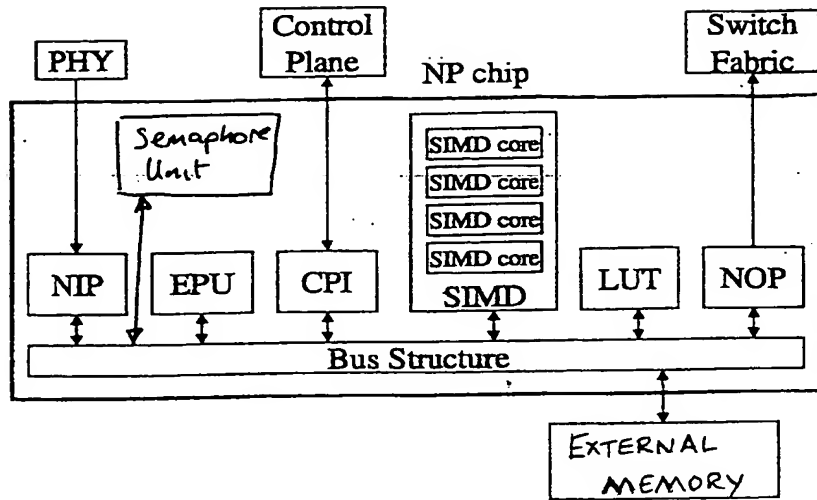 PHY
Control
Plane
NP chip
Switch
Fabric
Semaphore
Unit
SIMD core
SIMD core
SIMD core
SIMD core
SIMD
NIP
EPU
CPI
LUT
NOP
Bus Structure
EXTERNAL
MEMORY